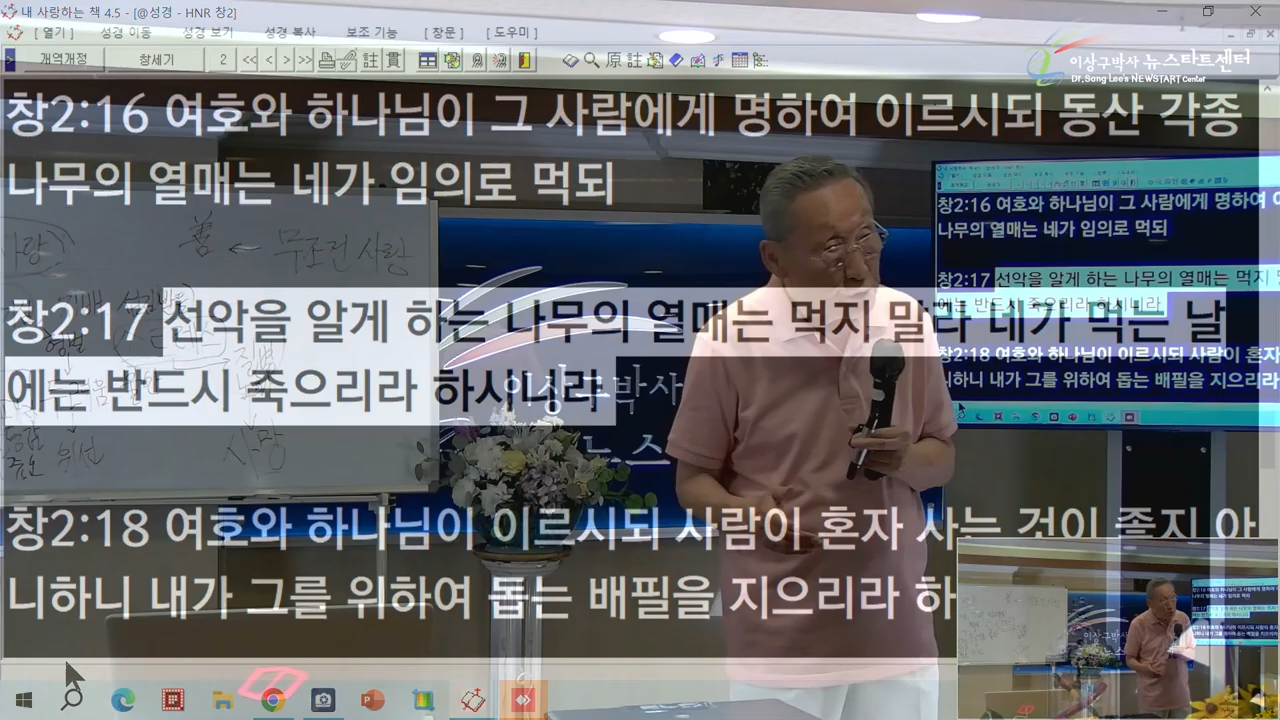 내 사랑하는 책 4.5 - [@성경 - HNR 창2]
[ 열기 ] 성경 이동 성경 보기 성경 복사 보조 기능 [ 창문 ] [ 도우미 ]
개역개정 창세기 2 << < > >> 註 貫 原 註
이상구박사 뉴스타트센터
Dr. Sang Lee's NEWSTART Center
창2:16 여호와 하나님이 그 사람에게 명하여 이르시되 동산 각종
나무의 열매는 네가 임의로 먹되
창2:17 선악을 알게 하는 나무의 열매는 먹지 말라 네가 먹는 날
에는 반드시 죽으리라 하시니라
창2:18 여호와 하나님이 이르시되 사람이 혼자 사는 것이 좋지 아
니하니 내가 그를 위하여 돕는 배필을 지으리라 하
善 ← 무조건 사랑
위선
사망
이상구박사
뉴스
창2:16 여호와 하나님이 그 사람에게 명하여
나무의 열매는 네가 임의로 먹되
창2:17 선악을 알게 하는 나무의 열매는 먹지
에는 반드시 죽으리라 하시니라
창2:18 여호와 하나님이 이르시되 사람이 혼자
니하니 내가 그를 위하여 돕는 배필을 지으리라